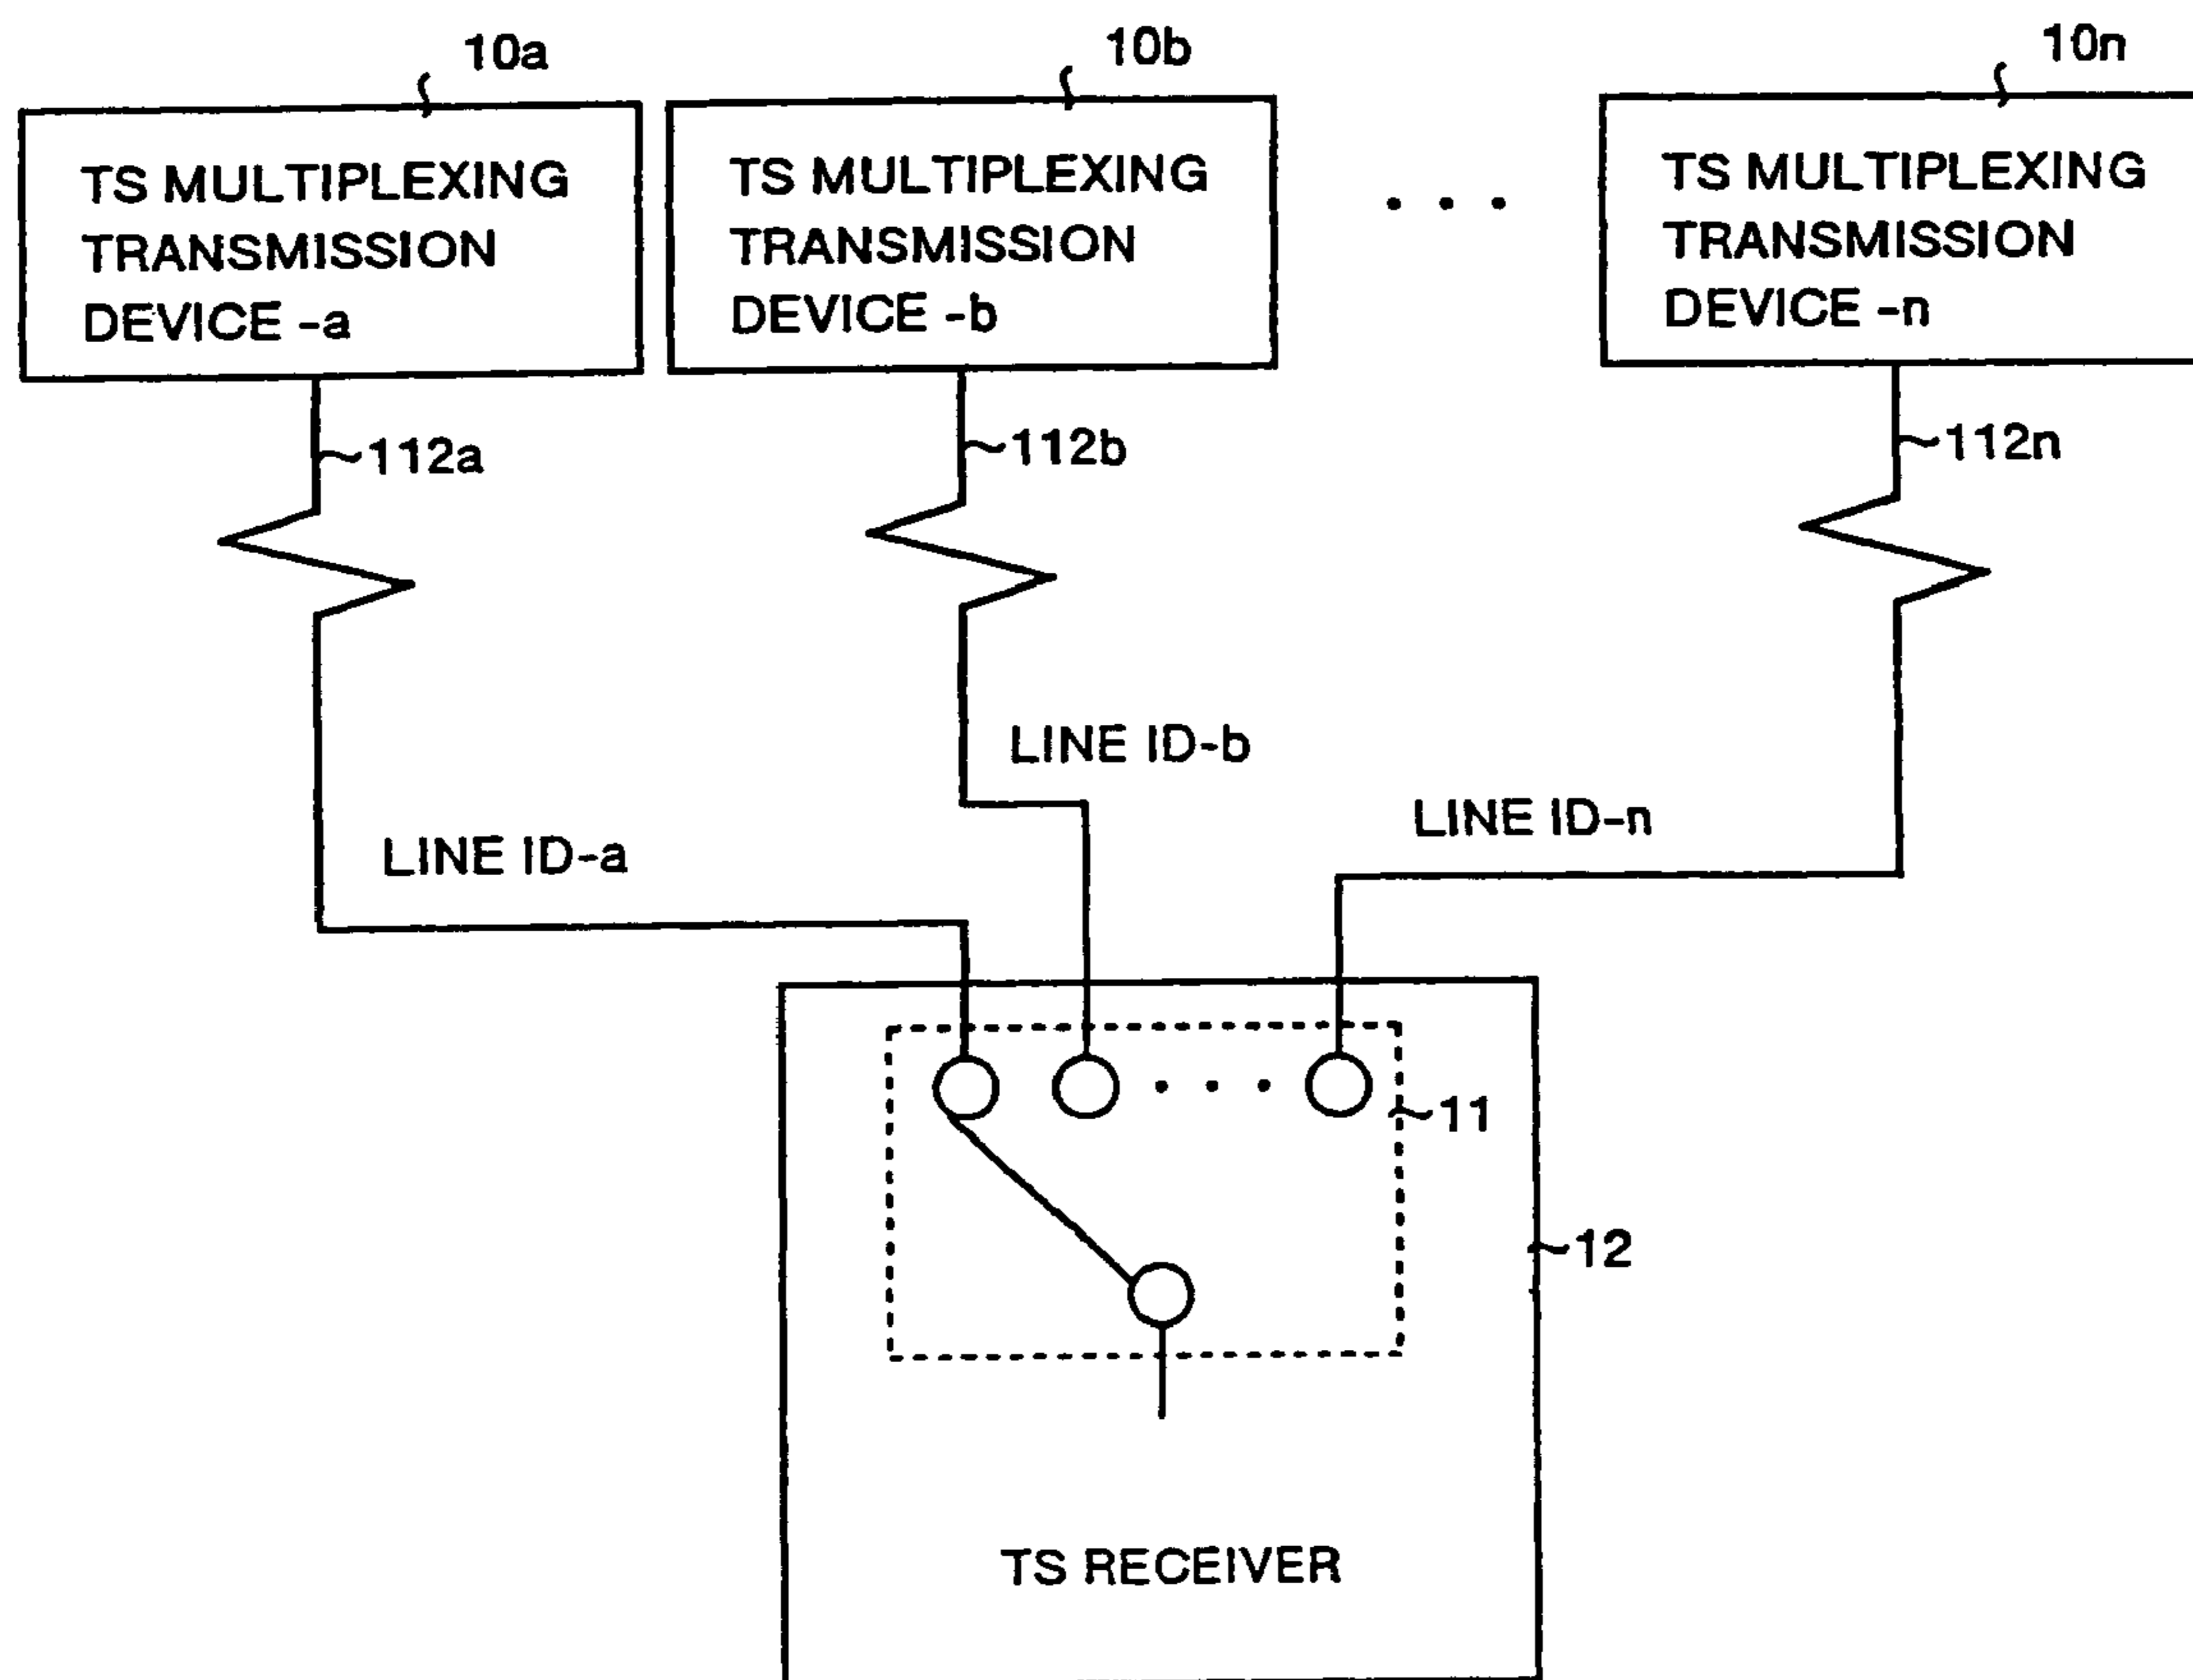 10a
10b
10n
TS MULTIPLEXING
TRANSMISSION
DEVICE -a
TS MULTIPLEXING
TRANSMISSION
DEVICE -b
. . .
TS MULTIPLEXING
TRANSMISSION
DEVICE -n
112a
112b
112n
LINE ID-b
LINE ID-n
LINE ID-a
. . .
11
12
TS RECEIVER